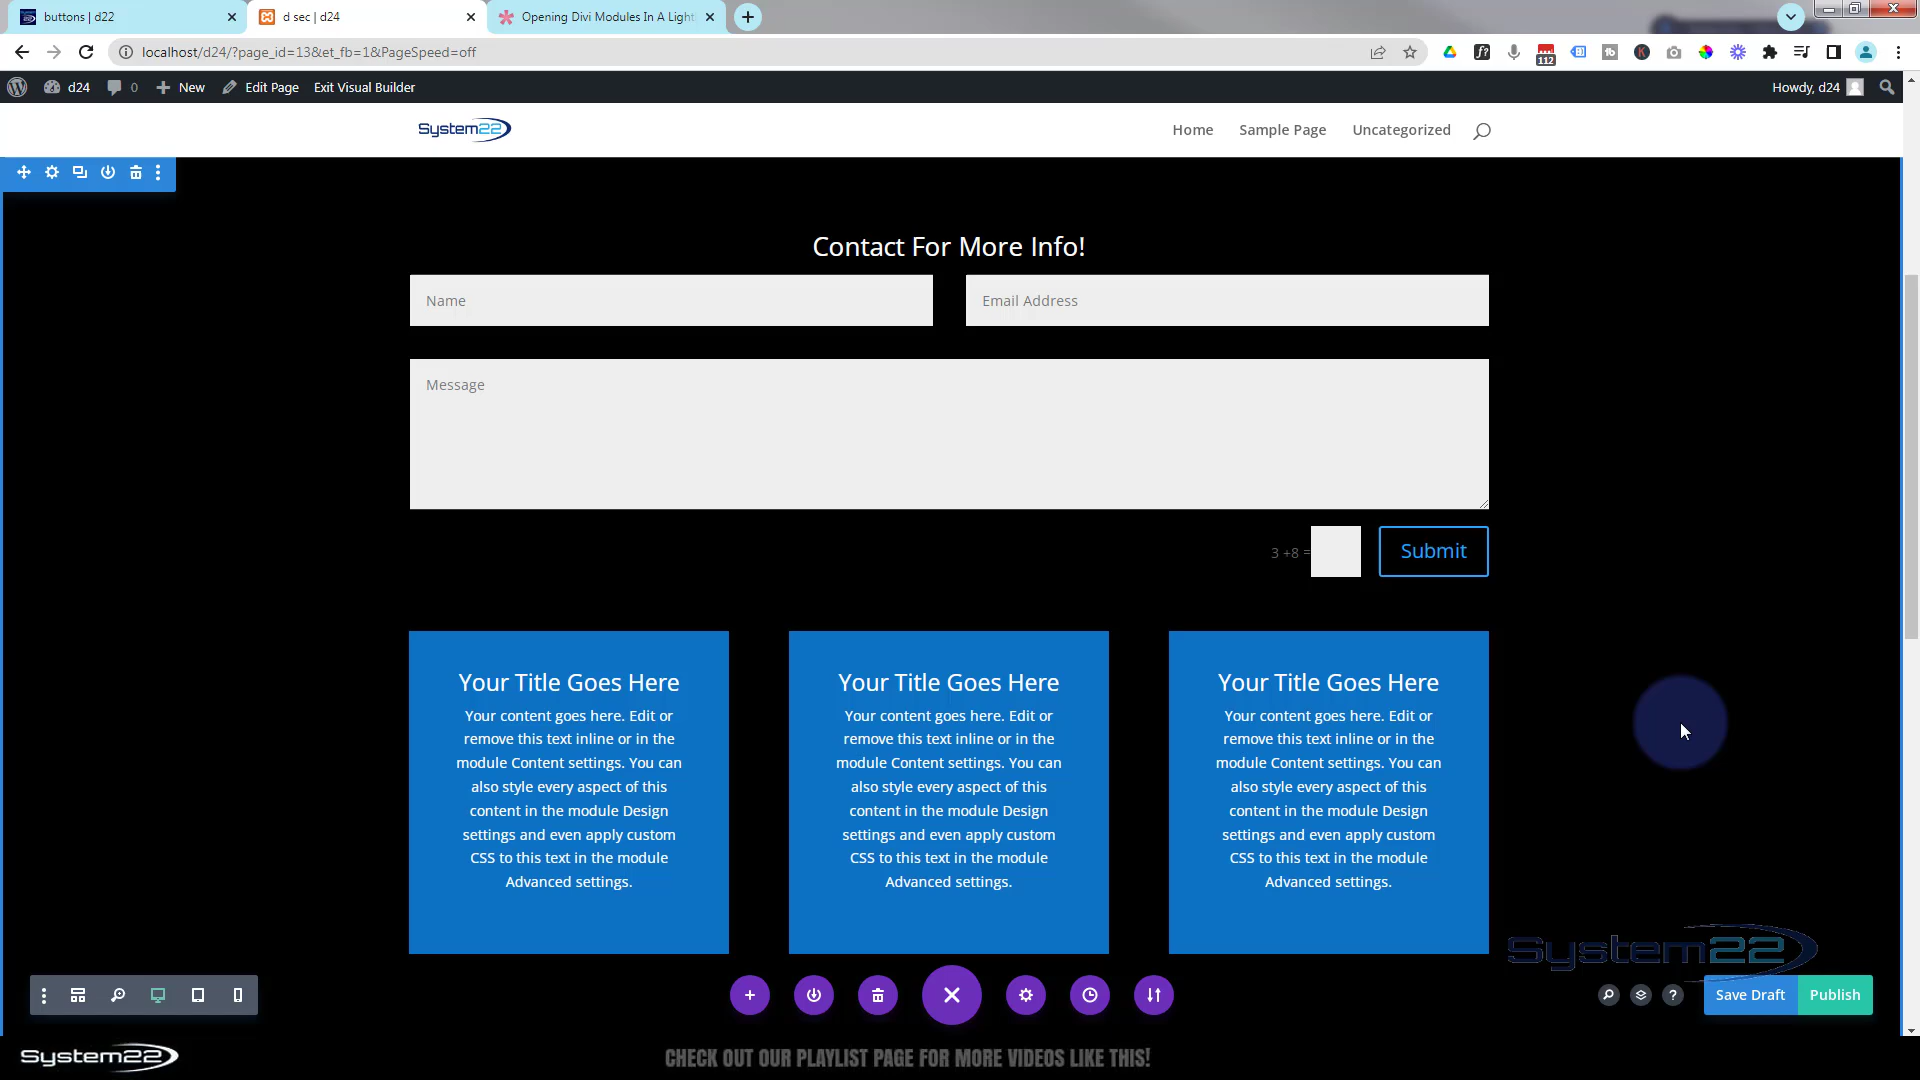 buttons | d22
d sec | d24
Opening Divi Modules In A Light
localhost/d24/?page_id=13&et_fb=1&PageSpeed=off
112
d24
0
New
Edit Page
Exit Visual Builder
Howdy, d24
System22
Home
Sample Page
Uncategorized
Contact For More Info!
Name
Email Address
Message
3 +8 =
Submit
Your Title Goes Here
Your content goes here. Edit or
remove this text inline or in the
module Content settings. You can
also style every aspect of this
content in the module Design
settings and even apply custom
CSS to this text in the module
Advanced settings.
Your Title Goes Here
Your content goes here. Edit or
remove this text inline or in the
module Content settings. You can
also style every aspect of this
content in the module Design
settings and even apply custom
CSS to this text in the module
Advanced settings.
Your Title Goes Here
Your content goes here. Edit or
remove this text inline or in the
module Content settings. You can
also style every aspect of this
content in the module Design
settings and even apply custom
CSS to this text in the module
Advanced settings.
System22
Save Draft
Publish
System22
CHECK OUT OUR PLAYLIST PAGE FOR MORE VIDEOS LIKE THIS!